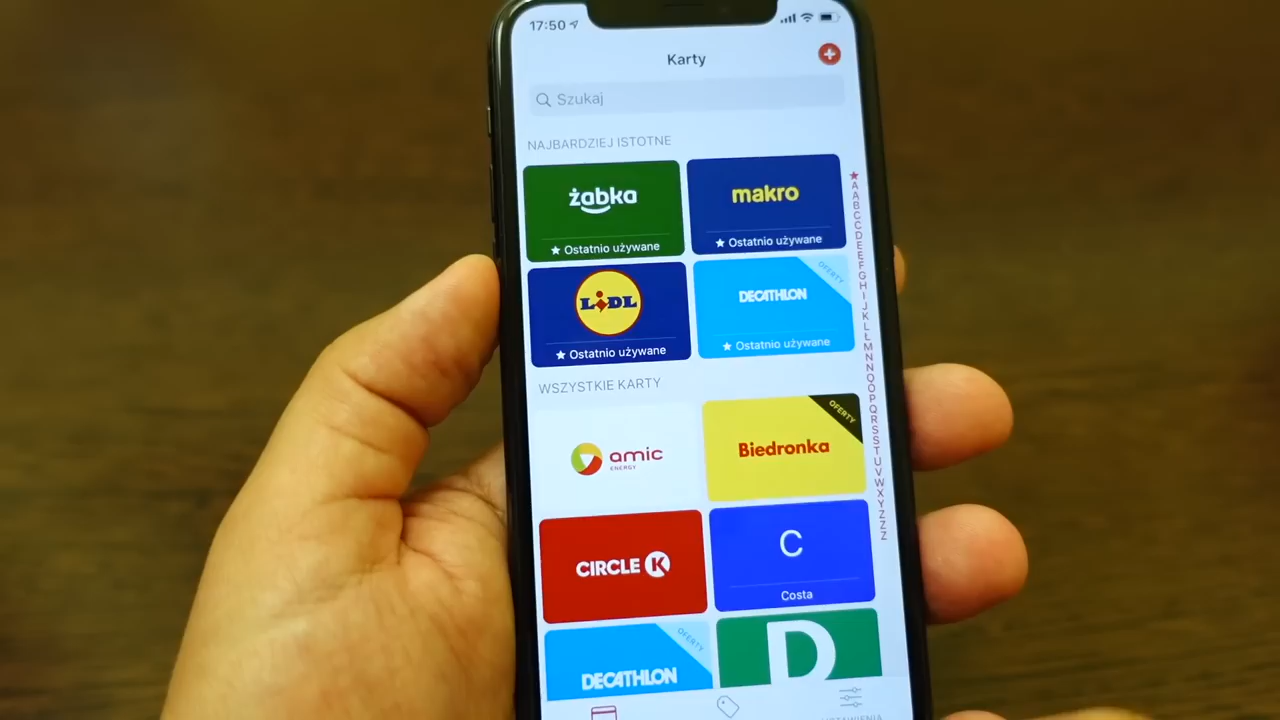 17:50
Karty
Szukaj
NAJBARDZIEJ ISTOTNE
żabka
★ Ostatnio używane
makro
★ Ostatnio używane
LIDL
★ Ostatnio używane
DECATHLON
OFERTY
★ Ostatnio używane
WSZYSTKIE KARTY
amic
ENERGY
Biedronka
OFERTY
CIRCLE K
C
Costa
DECATHLON
OFERTY
D
★
A
Ą
B
C
Ć
D
E
Ę
F
G
H
I
J
K
L
Ł
M
N
Ń
O
Ó
P
Q
R
S
Ś
T
U
V
W
X
Y
Z
Ź
Ż